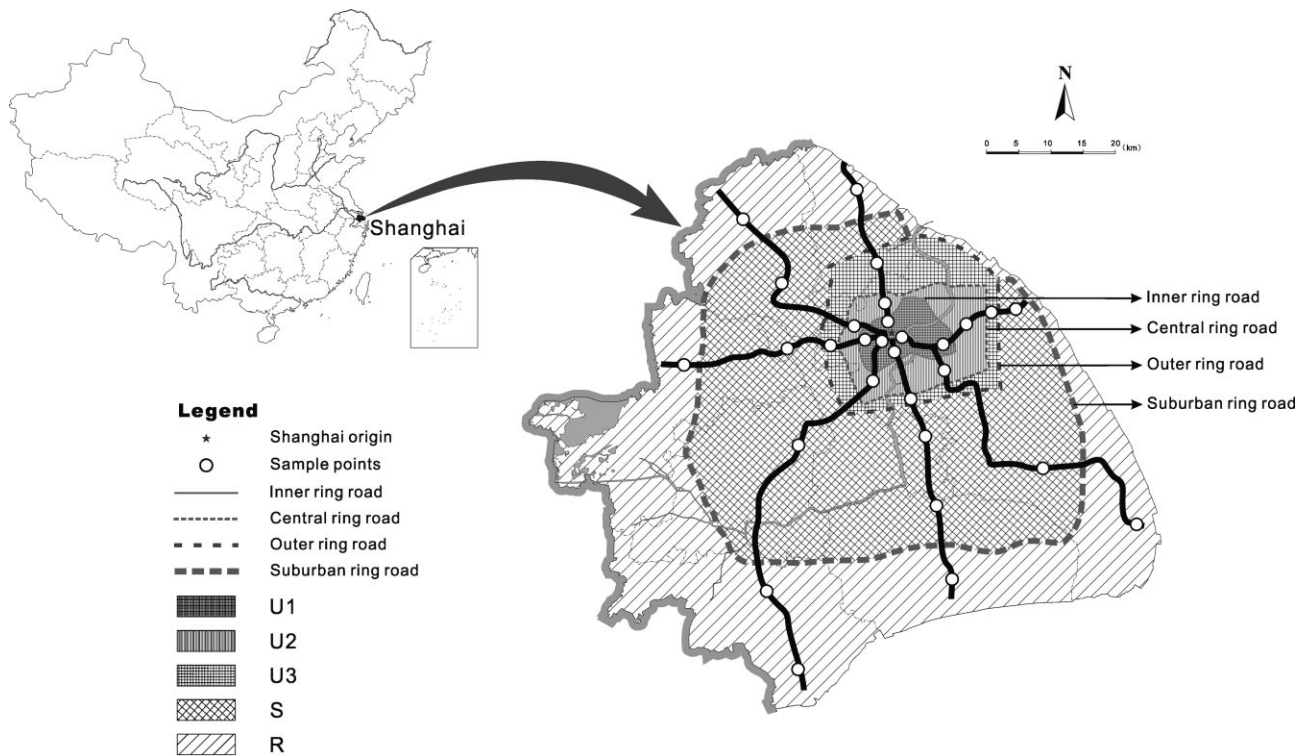 N
0 5 10 15 20 (km)
Shanghai
Inner ring road
Central ring road
Outer ring road
Suburban ring road
Legend
Shanghai origin
Sample points
Inner ring road
Central ring road
Outer ring road
Suburban ring road
U1
U2
U3
S
R